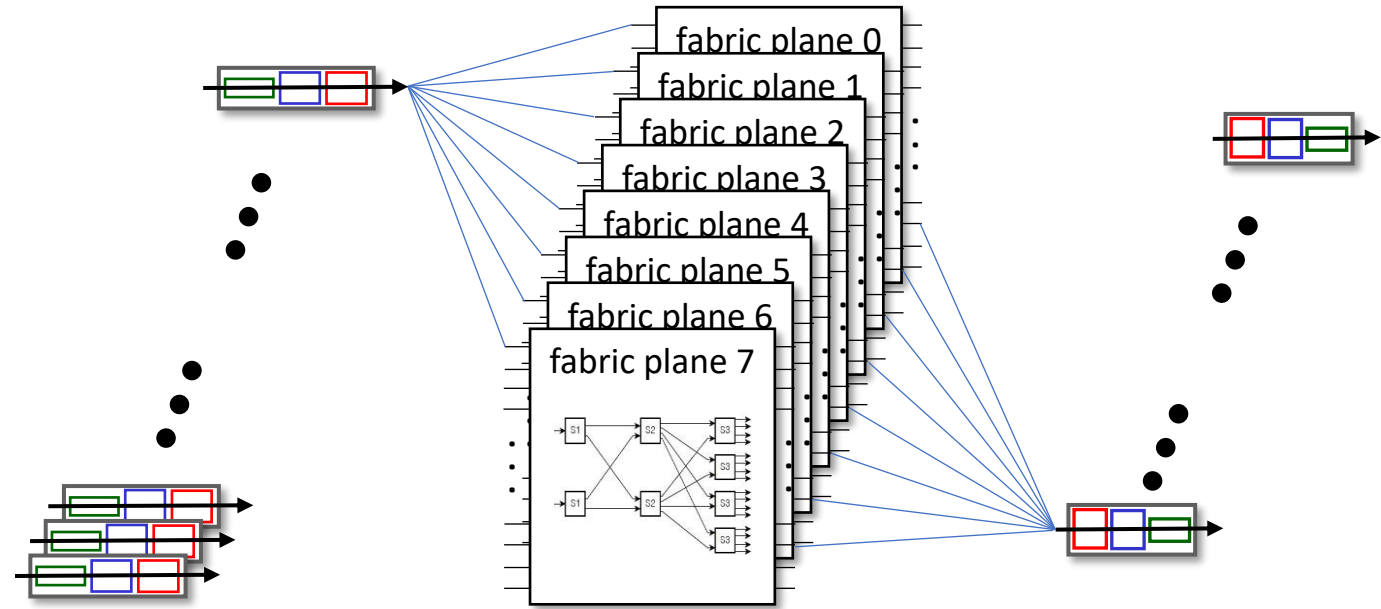 fabric plane 0
fabric plane 1
fabric plane 2
fabric plane 3
fabric plane 4
fabric plane 5
fabric plane 6
fabric plane 7
S1 S2 S3
S3
S1 S2 S3
S3